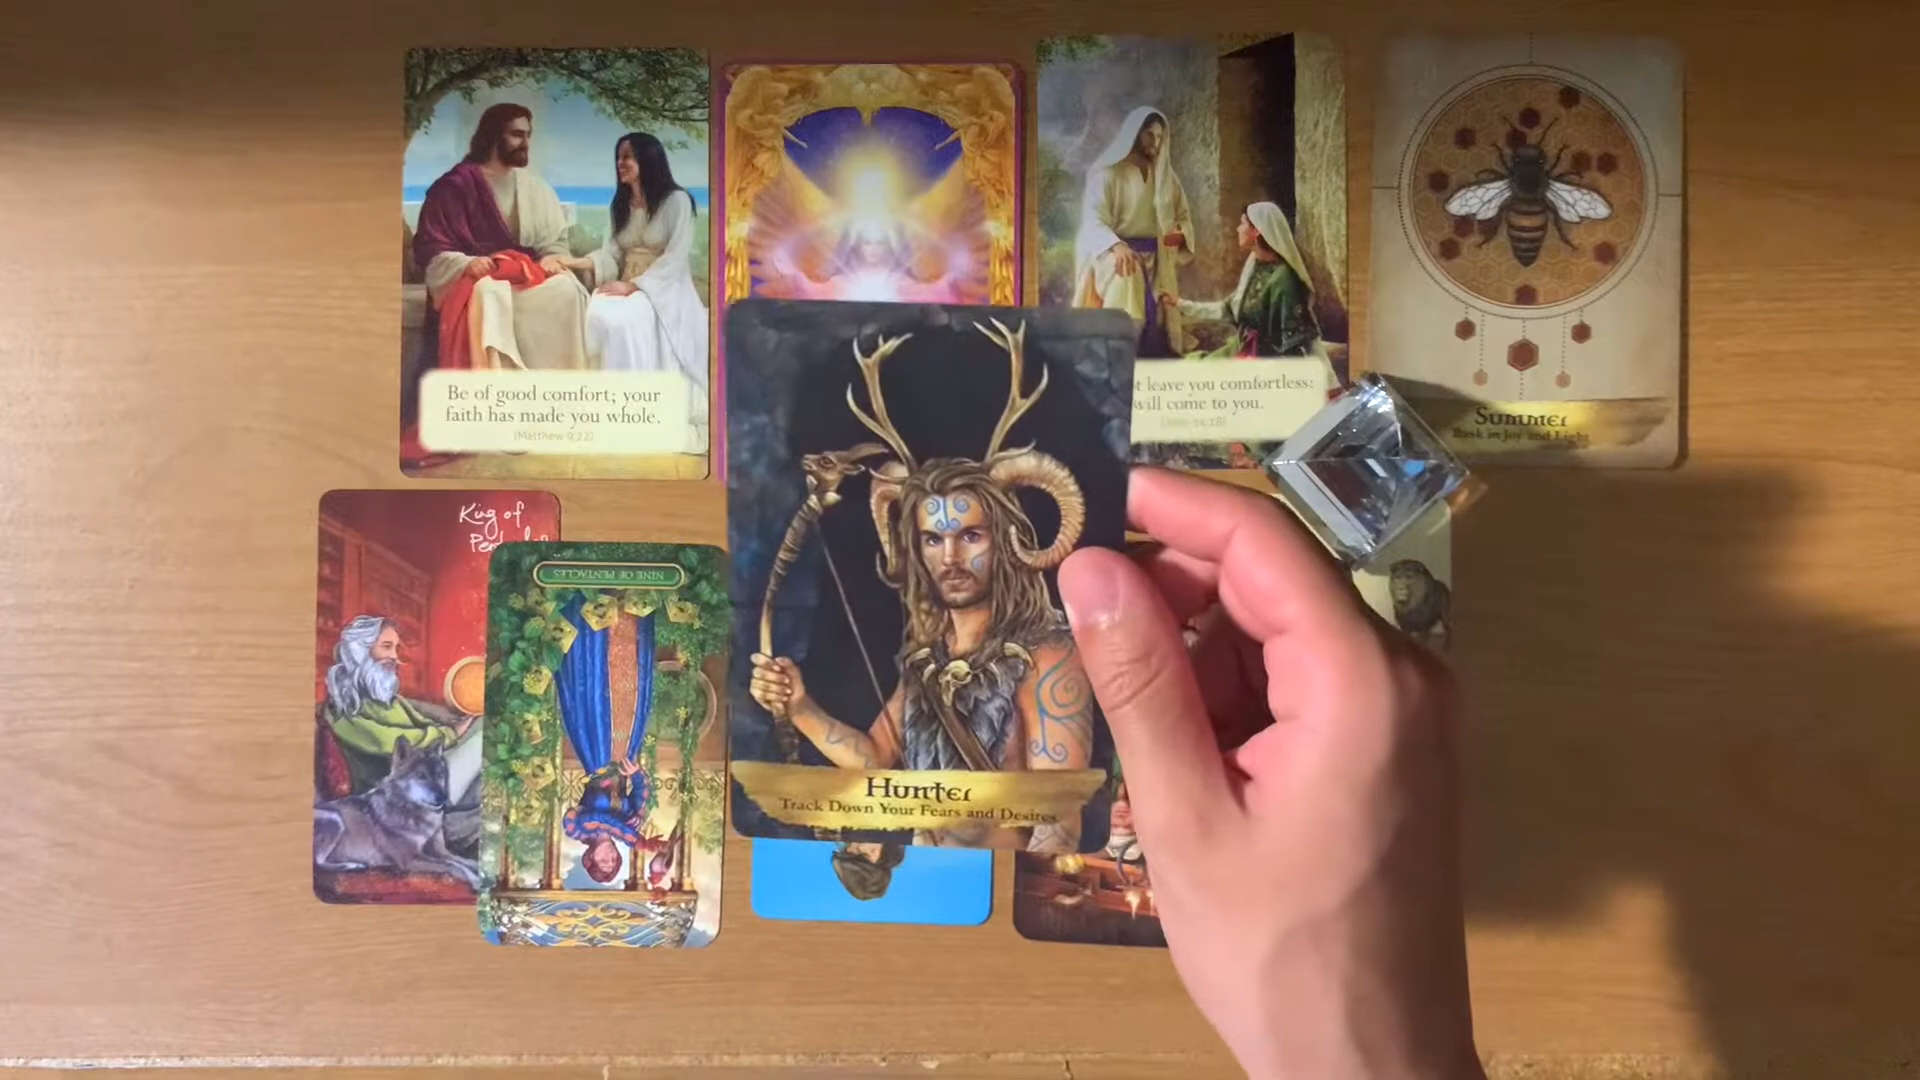 Be of good comfort; your
faith has made you whole.
(Matthew 9:22)
leave you comfortless:
will come to you.
Summer
Bask in Joy and Light
King of
NINE OF PENTACLES
Hunter
Track Down Your Fears and Desires